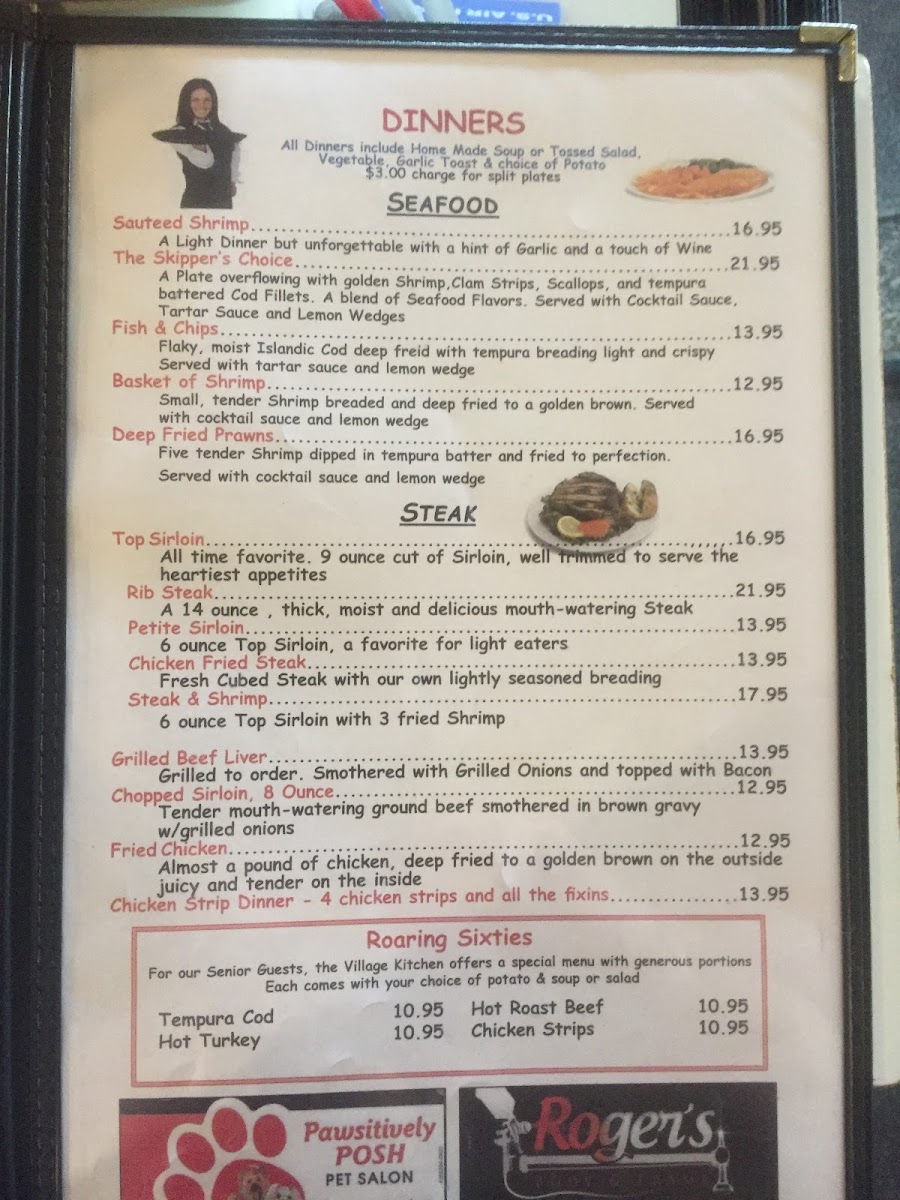 U.S. AIR
DINNERS
All Dinners include Home Made Soup or Tossed Salad,
Vegetable, Garlic Toast & choice of Potato
$3.00 charge for split plates
SEAFOOD
Sauteed Shrimp......16.95
A Light Dinner but unforgettable with a hint of Garlic and a touch of Wine
The Skipper's Choice......21.95
A Plate overflowing with golden Shrimp,Clam Strips, Scallops, and tempura
battered Cod Fillets. A blend of Seafood Flavors. Served with Cocktail Sauce,
Tartar Sauce and Lemon Wedges
Fish & Chips......13.95
Flaky, moist Islandic Cod deep freid with tempura breading light and crispy
Served with tartar sauce and lemon wedge
Basket of Shrimp......12.95
Small, tender Shrimp breaded and deep fried to a golden brown. Served
with cocktail sauce and lemon wedge
Deep Fried Prawns......16.95
Five tender Shrimp dipped in tempura batter and fried to perfection.
Served with cocktail sauce and lemon wedge
STEAK
Top Sirloin......,,,,,,16.95
All time favorite. 9 ounce cut of Sirloin, well trimmed to serve the
heartiest appetites
Rib Steak......21.95
A 14 ounce , thick, moist and delicious mouth-watering Steak
Petite Sirloin......13.95
6 ounce Top Sirloin, a favorite for light eaters
Chicken Fried Steak......13.95
Fresh Cubed Steak with our own lightly seasoned breading
Steak & Shrimp......17.95
6 ounce Top Sirloin with 3 fried Shrimp
Grilled Beef Liver......13.95
Grilled to order. Smothered with Grilled Onions and topped with Bacon
Chopped Sirloin, 8 Ounce......12.95
Tender mouth-watering ground beef smothered in brown gravy
w/grilled onions
Fried Chicken......12.95
Almost a pound of chicken, deep fried to a golden brown on the outside
juicy and tender on the inside
Chicken Strip Dinner - 4 chicken strips and all the fixins......13.95
Roaring Sixties
For our Senior Guests, the Village Kitchen offers a special menu with generous portions
Each comes with your choice of potato & soup or salad
Tempura Cod 10.95 Hot Roast Beef 10.95
Hot Turkey 10.95 Chicken Strips 10.95
Pawsitively
POSH
PET SALON
Roger's